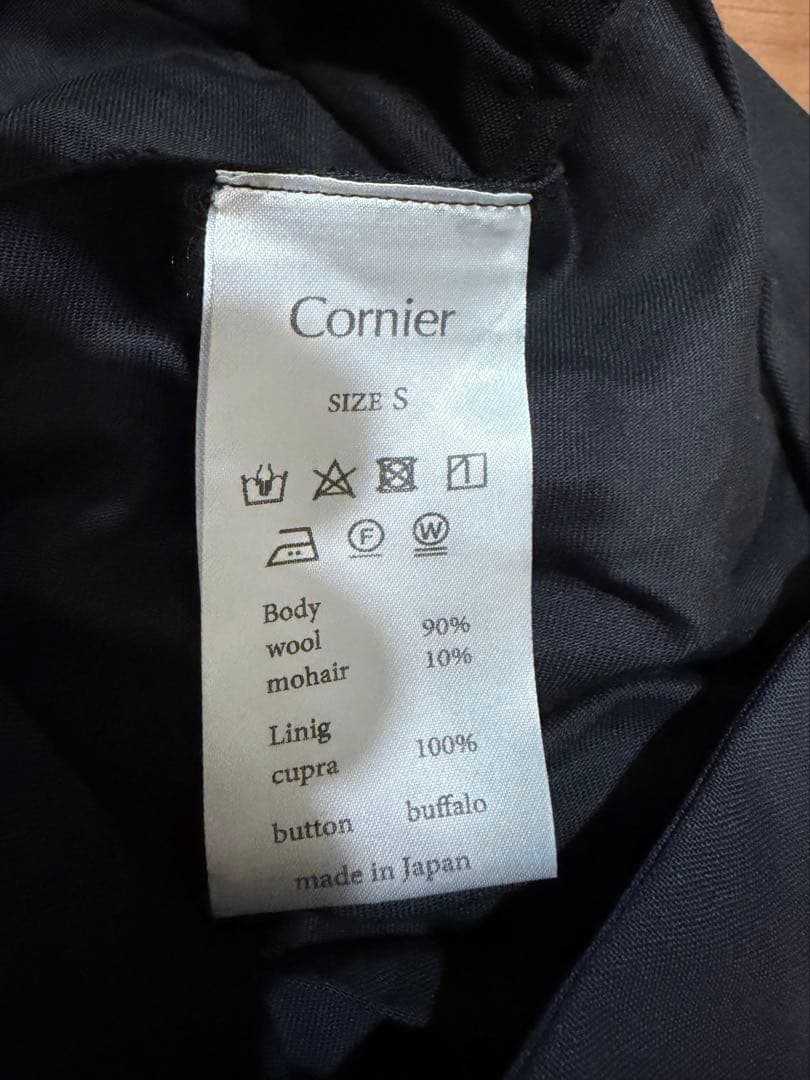 Cornier
SIZE S
F W
Body
wool 90%
mohair 10%
Linig
cupra 100%
button buffalo
made in Japan